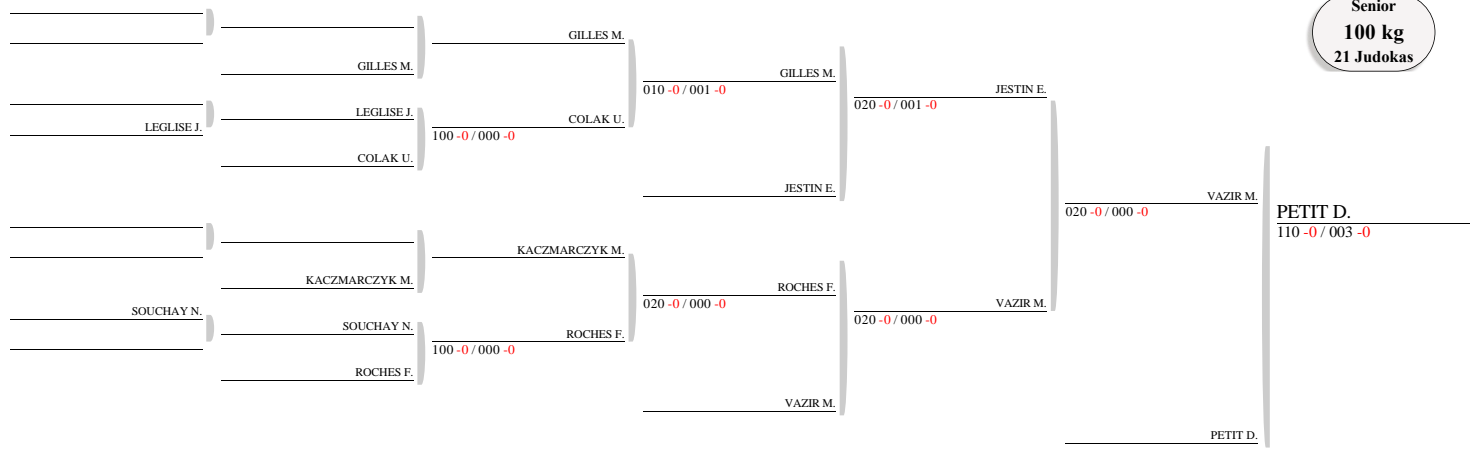 Senior
100 kg
21 Judokas
GILLES M.
GILLES M.
GILLES M.
010 -0 / 001 -0
JESTIN E.
020 -0 / 001 -0
LEGLISE J.
LEGLISE J.
COLAK U.
100 -0 / 000 -0
COLAK U.
JESTIN E.
VAZIR M.
020 -0 / 000 -0
PETIT D.
110 -0 / 003 -0
KACZMARCZYK M.
KACZMARCZYK M.
ROCHES F.
020 -0 / 000 -0
VAZIR M.
020 -0 / 000 -0
SOUCHAY N.
SOUCHAY N.
ROCHES F.
100 -0 / 000 -0
ROCHES F.
VAZIR M.
PETIT D.